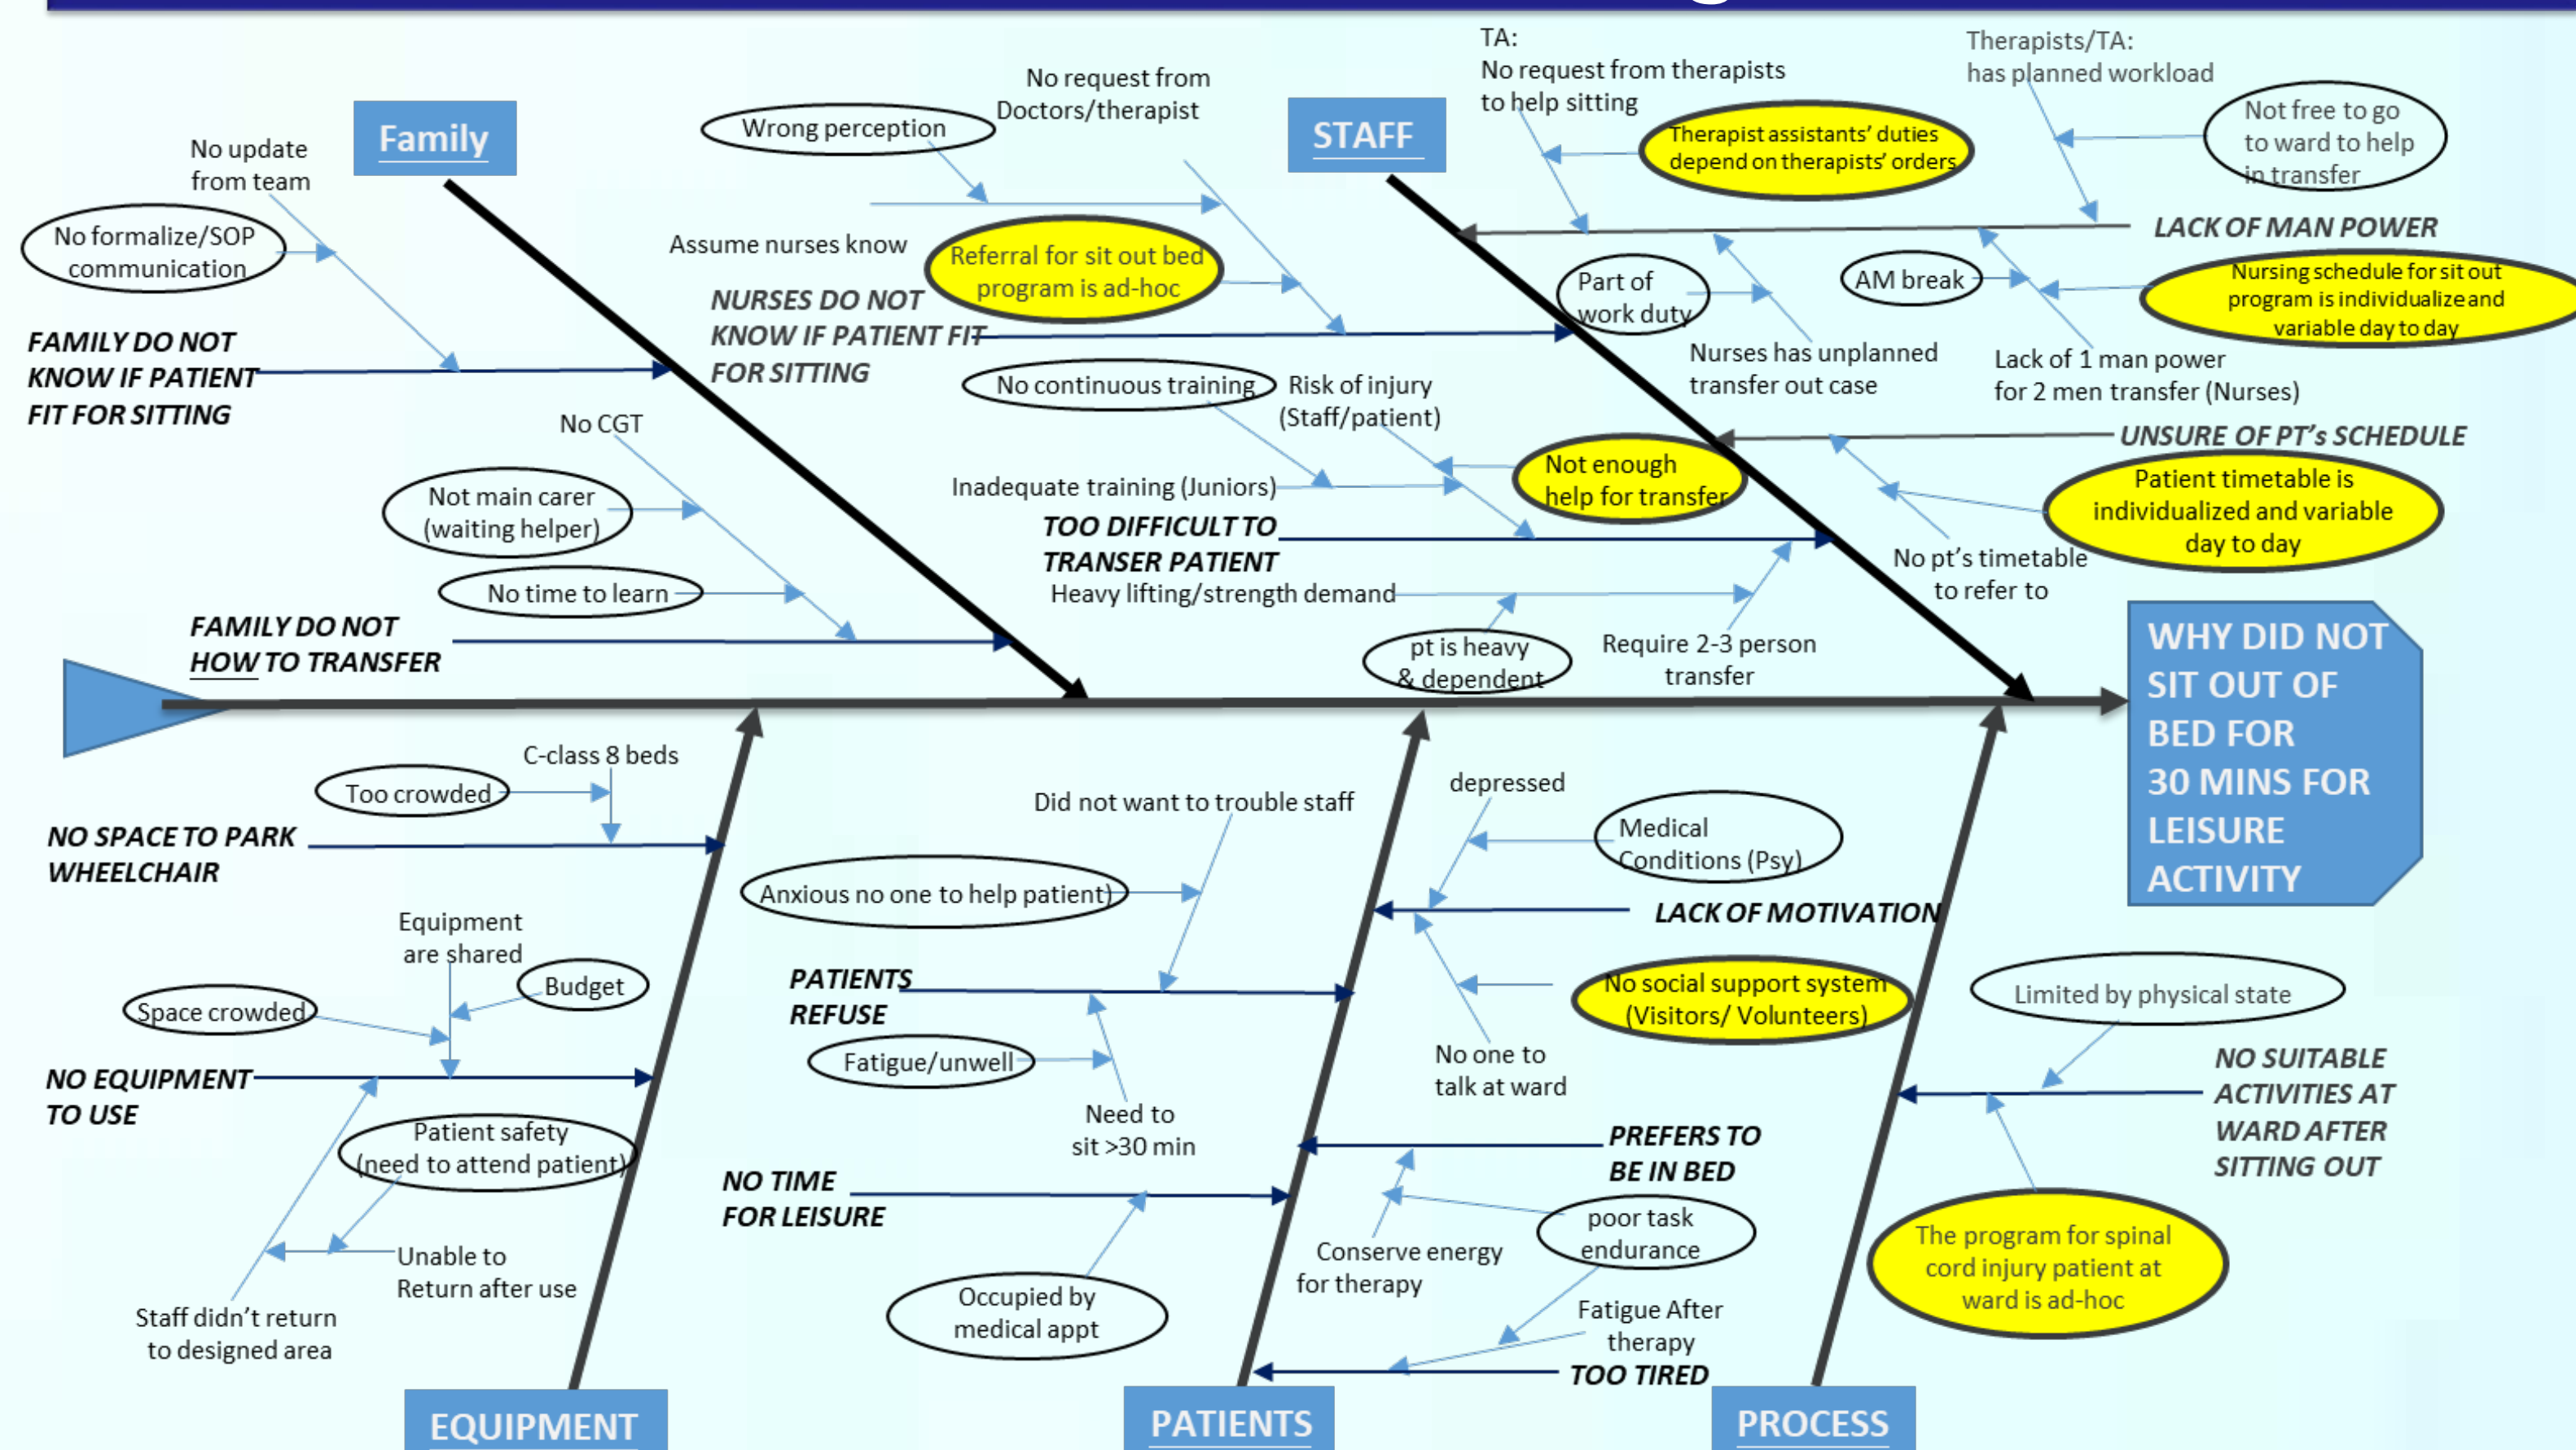 Family
No update
from team
No formalize/SOP
communication
FAMILY DO NOT
KNOW IF PATIENT
FIT FOR SITTING
No CGT
Not main carer
(waiting helper)
No time to learn
FAMILY DO NOT
HOW TO TRANSFER
STAFF
No request from
Doctors/therapist
Wrong perception
Assume nurses know
Referral for sit out bed
program is ad-hoc
NURSES DO NOT
KNOW IF PATIENT FIT
FOR SITTING
No continuous training
Risk of injury
(Staff/patient)
Inadequate training (Juniors)
Not enough
help for transfer
TOO DIFFICULT TO
TRANSER PATIENT
Heavy lifting/strength demand
pt is heavy
& dependent
Require 2-3 person
transfer
TA:
No request from therapists
to help sitting
Therapist assistants’ duties
depend on therapists’ orders
Therapists/TA:
has planned workload
Not free to go
to ward to help
in transfer
LACK OF MAN POWER
Part of
work duty
AM break
Nursing schedule for sit out
program is individualize and
variable day to day
Nurses has unplanned
transfer out case
Lack of 1 man power
for 2 men transfer (Nurses)
UNSURE OF PT’s SCHEDULE
Patient timetable is
individualized and variable
day to day
No pt’s timetable
to refer to
WHY DID NOT
SIT OUT OF
BED FOR
30 MINS FOR
LEISURE
ACTIVITY
C-class 8 beds
Too crowded
NO SPACE TO PARK
WHEELCHAIR
Equipment
are shared
Budget
Space crowded
NO EQUIPMENT
TO USE
Patient safety
(need to attend patient)
Unable to
Return after use
Staff didn’t return
to designed area
EQUIPMENT
Did not want to trouble staff
Anxious no one to help patient)
PATIENTS
REFUSE
Fatigue/unwell
Need to
sit >30 min
NO TIME
FOR LEISURE
Occupied by
medical appt
depressed
Medical
Conditions (Psy)
LACK OF MOTIVATION
No social support system
(Visitors/ Volunteers)
No one to
talk at ward
PREFERS TO
BE IN BED
poor task
endurance
Conserve energy
for therapy
Fatigue After
therapy
TOO TIRED
PATIENTS
Limited by physical state
NO SUITABLE
ACTIVITIES AT
WARD AFTER
SITTING OUT
The program for spinal
cord injury patient at
ward is ad-hoc
PROCESS